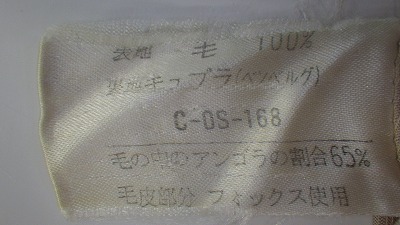 表地 毛 100%
裏地 キュプラ(ベンベルグ)
C-OS-168
毛の内のアンゴラの割合65%
毛皮部分 フォックス使用